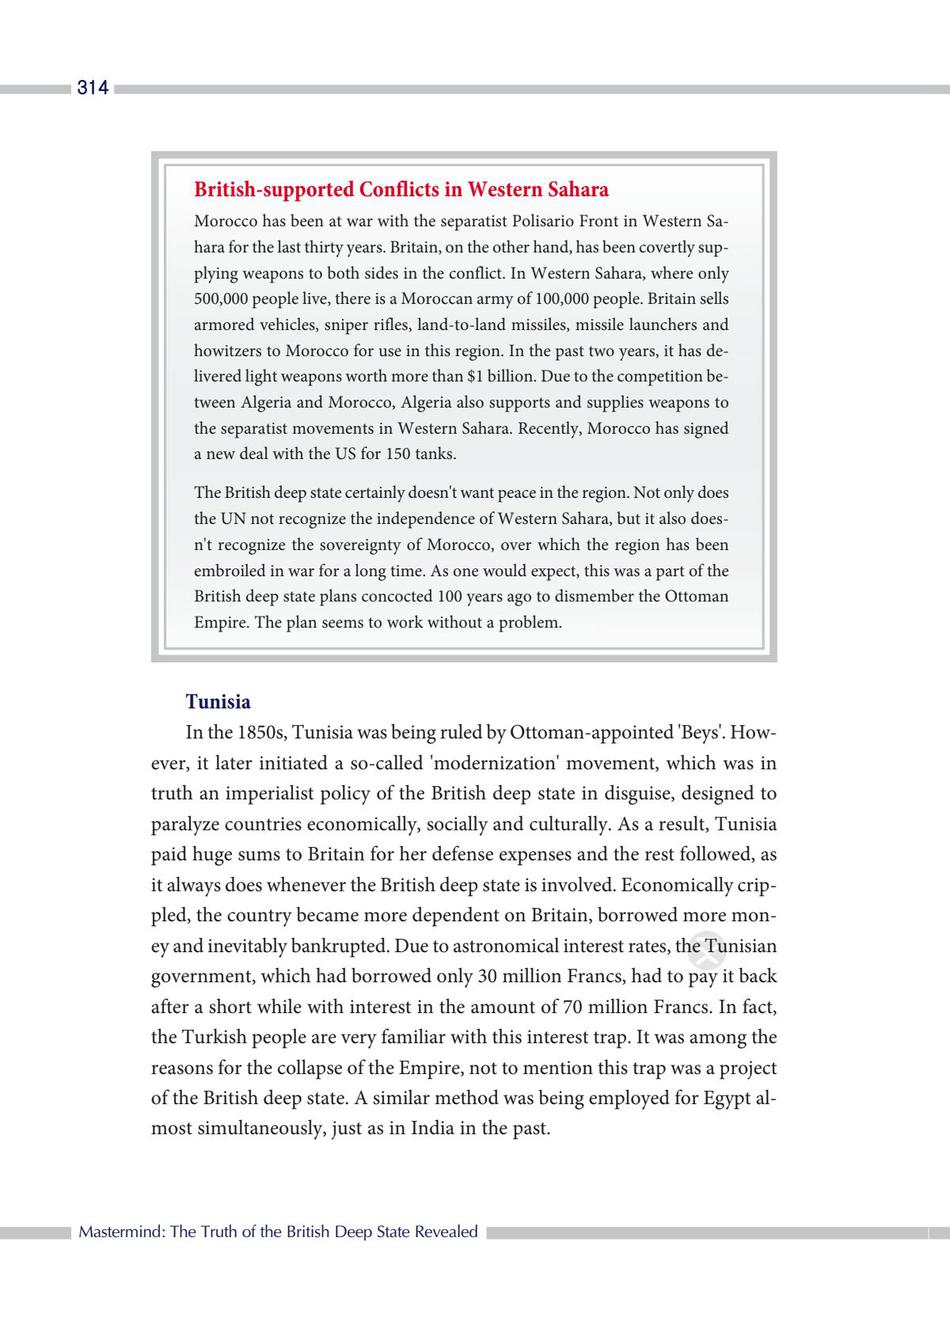 314
British-supported Conflicts in Western Sahara
Morocco has been at war with the separatist Polisario Front in Western Sa-
hara for the last thirty years. Britain, on the other hand, has been covertly sup-
plying weapons to both sides in the conflict. In Western Sahara, where only
500,000 people live, there is a Moroccan army of 100,000 people. Britain sells
armored vehicles, sniper rifles, land-to-land missiles, missile launchers and
howitzers to Morocco for use in this region. In the past two years, it has de-
livered light weapons worth more than $1 billion. Due to the competition be-
tween Algeria and Morocco, Algeria also supports and supplies weapons to
the separatist movements in Western Sahara. Recently, Morocco has signed
a new deal with the US for 150 tanks.
The British deep state certainly doesn't want peace in the region. Not only does
the UN not recognize the independence of Western Sahara, but it also does-
n't recognize the sovereignty of Morocco, over which the region has been
embroiled in war for a long time. As one would expect, this was a part of the
British deep state plans concocted 100 years ago to dismember the Ottoman
Empire. The plan seems to work without a problem.
Tunisia
In the 1850s, Tunisia was being ruled by Ottoman-appointed 'Beys'. How-
ever, it later initiated a so-called 'modernization' movement, which was in
truth an imperialist policy of the British deep state in disguise, designed to
paralyze countries economically, socially and culturally. As a result, Tunisia
paid huge sums to Britain for her defense expenses and the rest followed, as
it always does whenever the British deep state is involved. Economically crip-
pled, the country became more dependent on Britain, borrowed more mon-
ey and inevitably bankrupted. Due to astronomical interest rates, the Tunisian
government, which had borrowed only 30 million Francs, had to pay it back
after a short while with interest in the amount of 70 million Francs. In fact,
the Turkish people are very familiar with this interest trap. It was among the
reasons for the collapse of the Empire, not to mention this trap was a project
of the British deep state. A similar method was being employed for Egypt al-
most simultaneously, just as in India in the past.
Mastermind: The Truth of the British Deep State Revealed